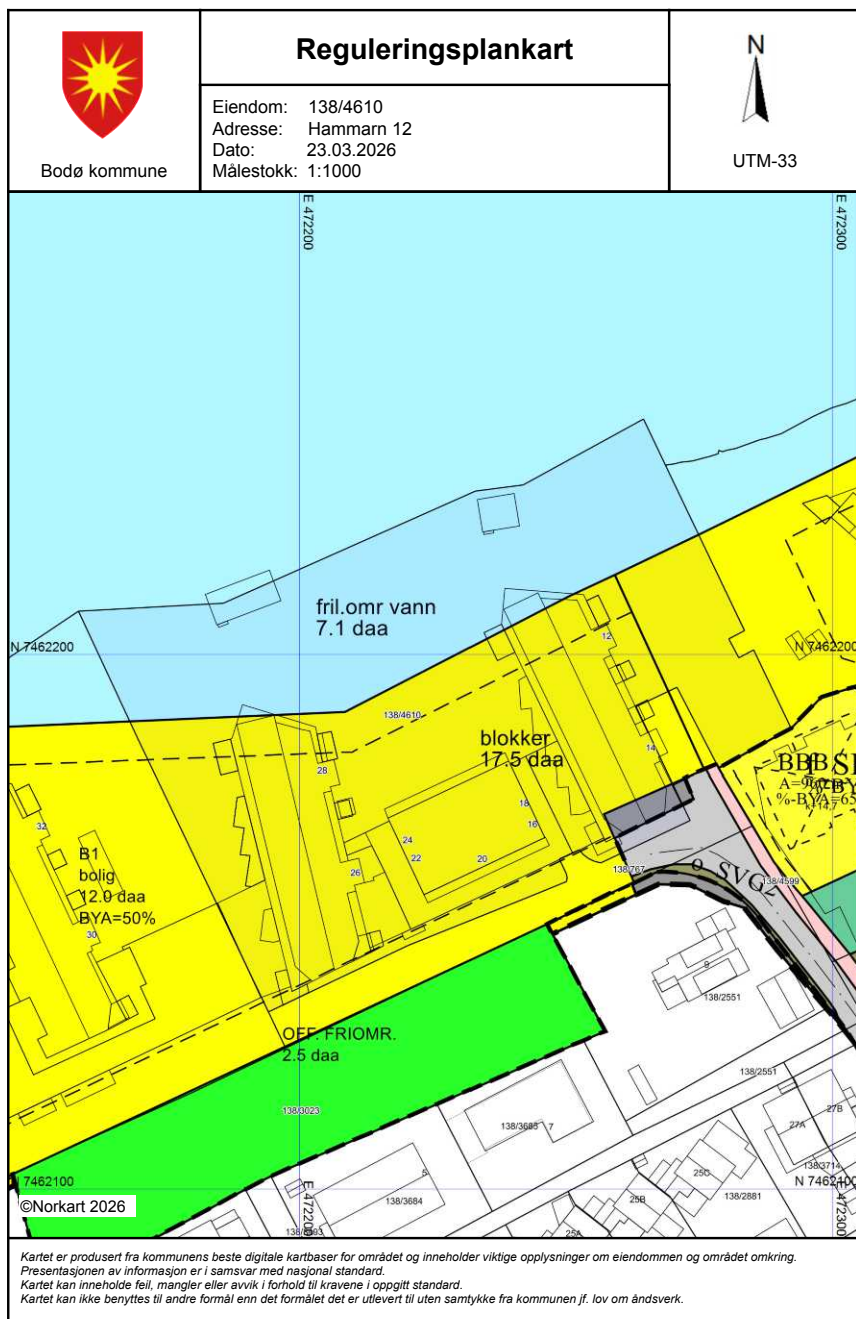 Reguleringsplankart
Bodø kommune
Eiendom: 138/4610
Adresse: Hammarn 12
Dato: 23.03.2026
Målestokk: 1:1000
N
UTM-33
E 472200
E 472300
fril.omr vann
7.1 daa
N 7462200
N 7462200
12
138/4610
blokker
17.5 daa
14
28
BBB
%-BYA=65
18
16
32
24
22
20
26
B1
bolig
12.0 daa
BYA=50%
30
138/767
o_SVG2
138/4599
9
138/2551
OFF. FRIOMR.
2.5 daa
138/2551
138/3023
138/3685
7
27A
27B
138/3714
5
25C
138/3684
25B
138/2881
7462100
N 7462100
©Norkart 2026
E 472200
E 472300
25A
Kartet er produsert fra kommunens beste digitale kartbaser for området og inneholder viktige opplysninger om eiendommen og området omkring.
Presentasjonen av informasjon er i samsvar med nasjonal standard.
Kartet kan inneholde feil, mangler eller avvik i forhold til kravene i oppgitt standard.
Kartet kan ikke benyttes til andre formål enn det formålet det er utlevert til uten samtykke fra kommunen jf. lov om åndsverk.